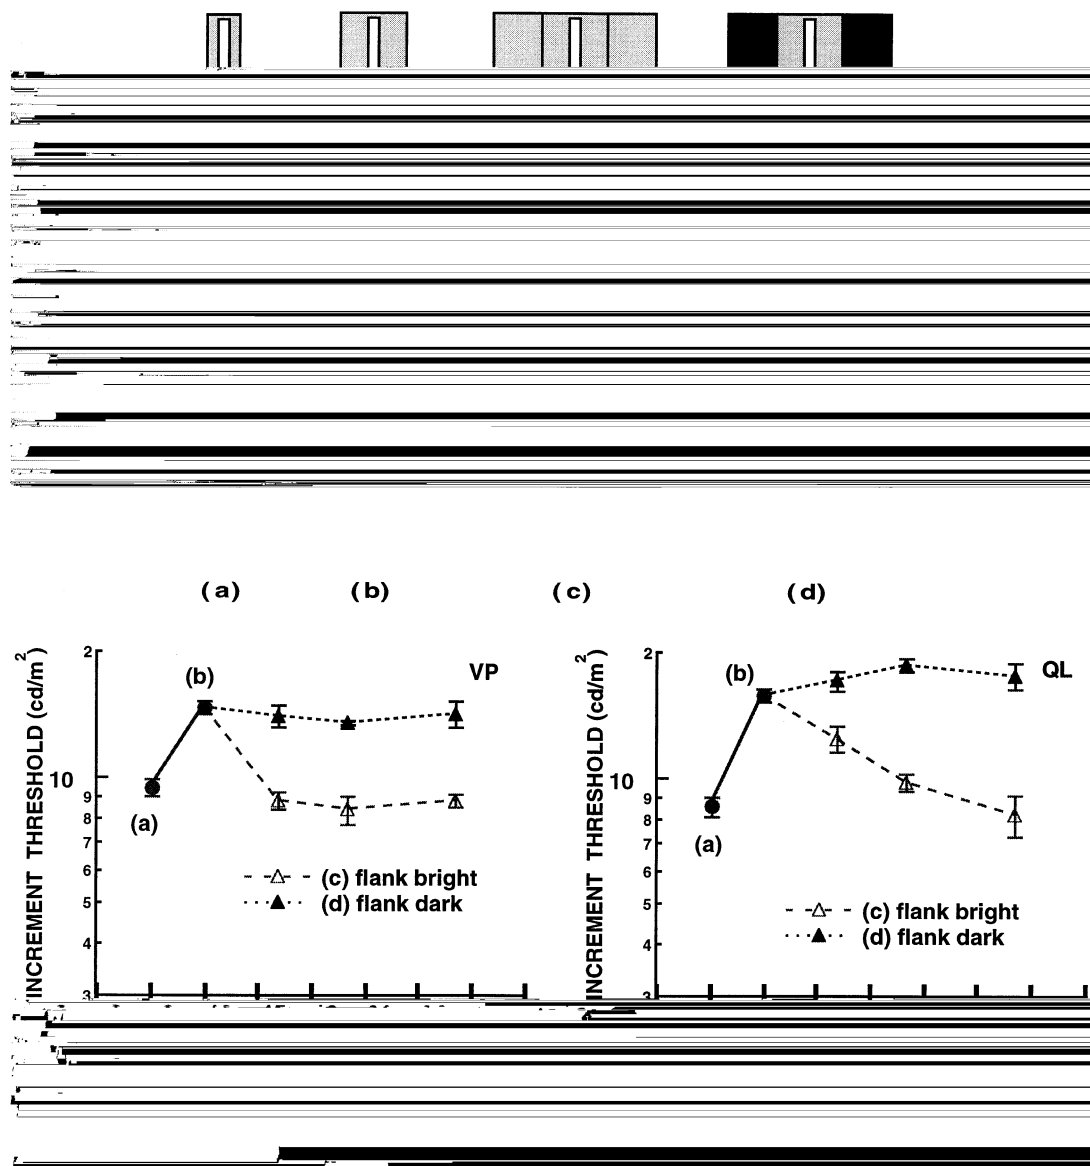 (a) (b) (c) (d)
INCREMENT THRESHOLD (cd/m2)
2
10
9
8
7
6
5
4
3
(b)
(a)
VP
(c) flank bright
(d) flank dark
INCREMENT THRESHOLD (cd/m2)
2
10
9
8
7
6
5
4
3
(b)
(a)
QL
(c) flank bright
(d) flank dark